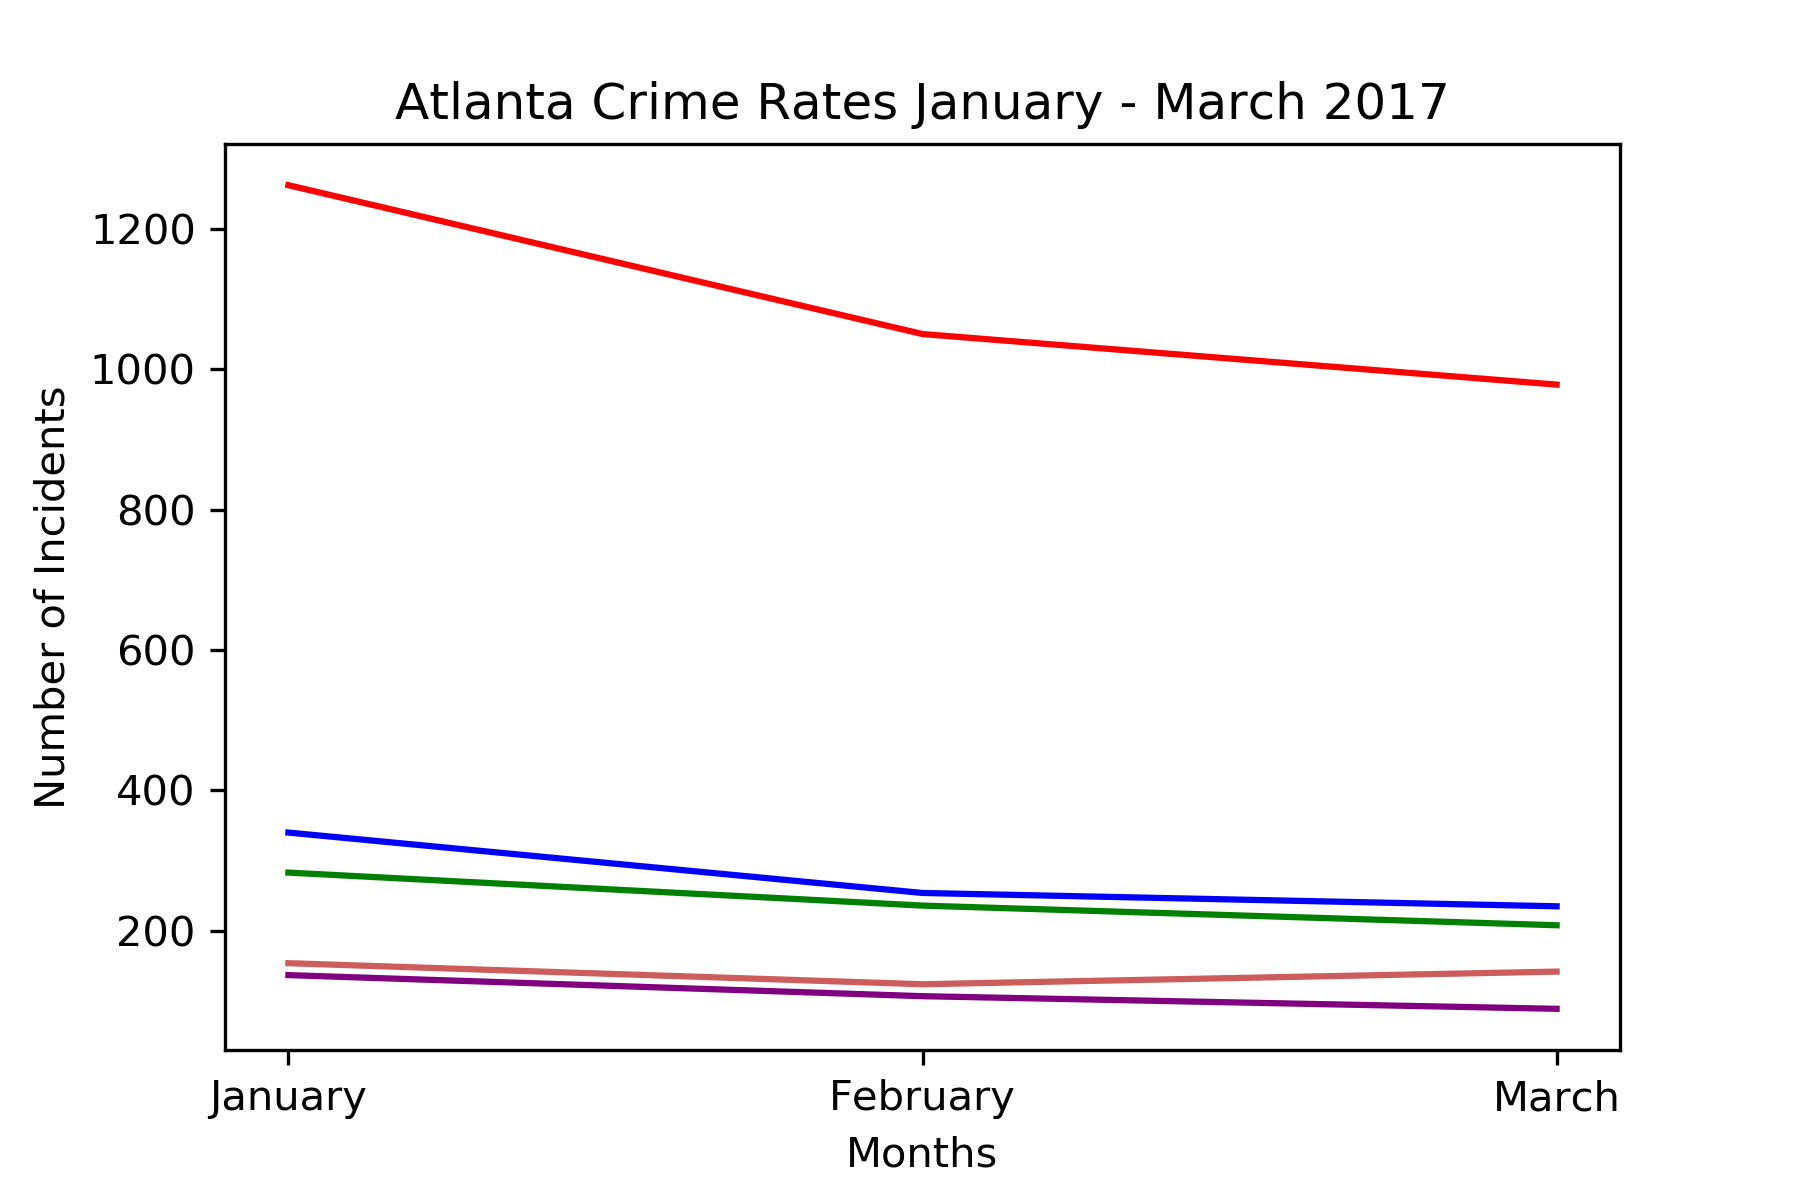 Atlanta Crime Rates January - March 2017
1200
1000
800
600
400
200
Number of Incidents
January February March
Months